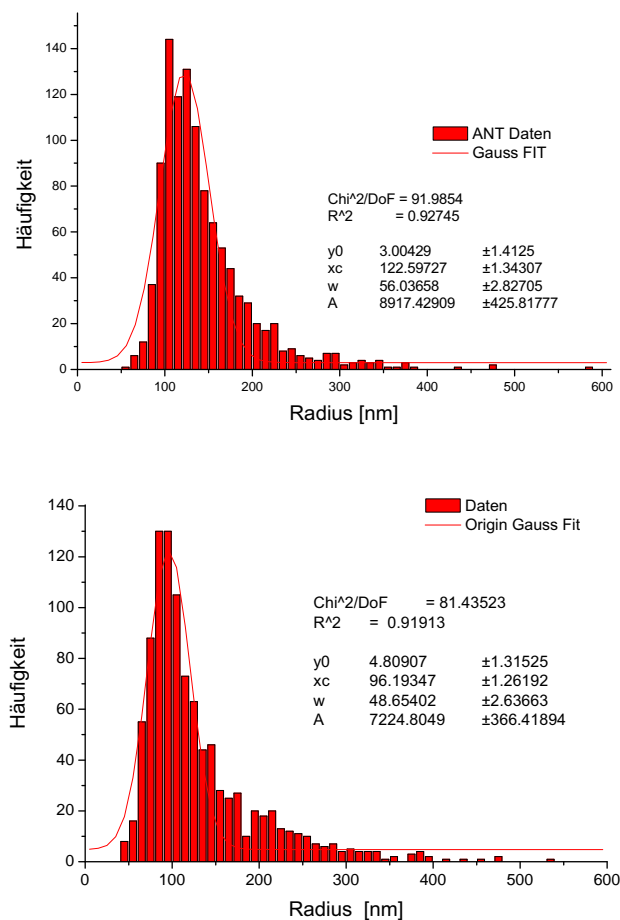 140
120
100
80
60
40
20
0
Häufigkeit
ANT Daten
Gauss FIT
Chi^2/DoF = 91.9854
R^2 = 0.92745
y0 3.00429 ±1.4125
xc 122.59727 ±1.34307
w 56.03658 ±2.82705
A 8917.42909 ±425.81777
0 100 200 300 400 500 600
Radius [nm]
140
120
100
80
60
40
20
0
Häufigkeit
Daten
Origin Gauss Fit
Chi^2/DoF = 81.43523
R^2 = 0.91913
y0 4.80907 ±1.31525
xc 96.19347 ±1.26192
w 48.65402 ±2.63663
A 7224.8049 ±366.41894
0 100 200 300 400 500 600
Radius [nm]